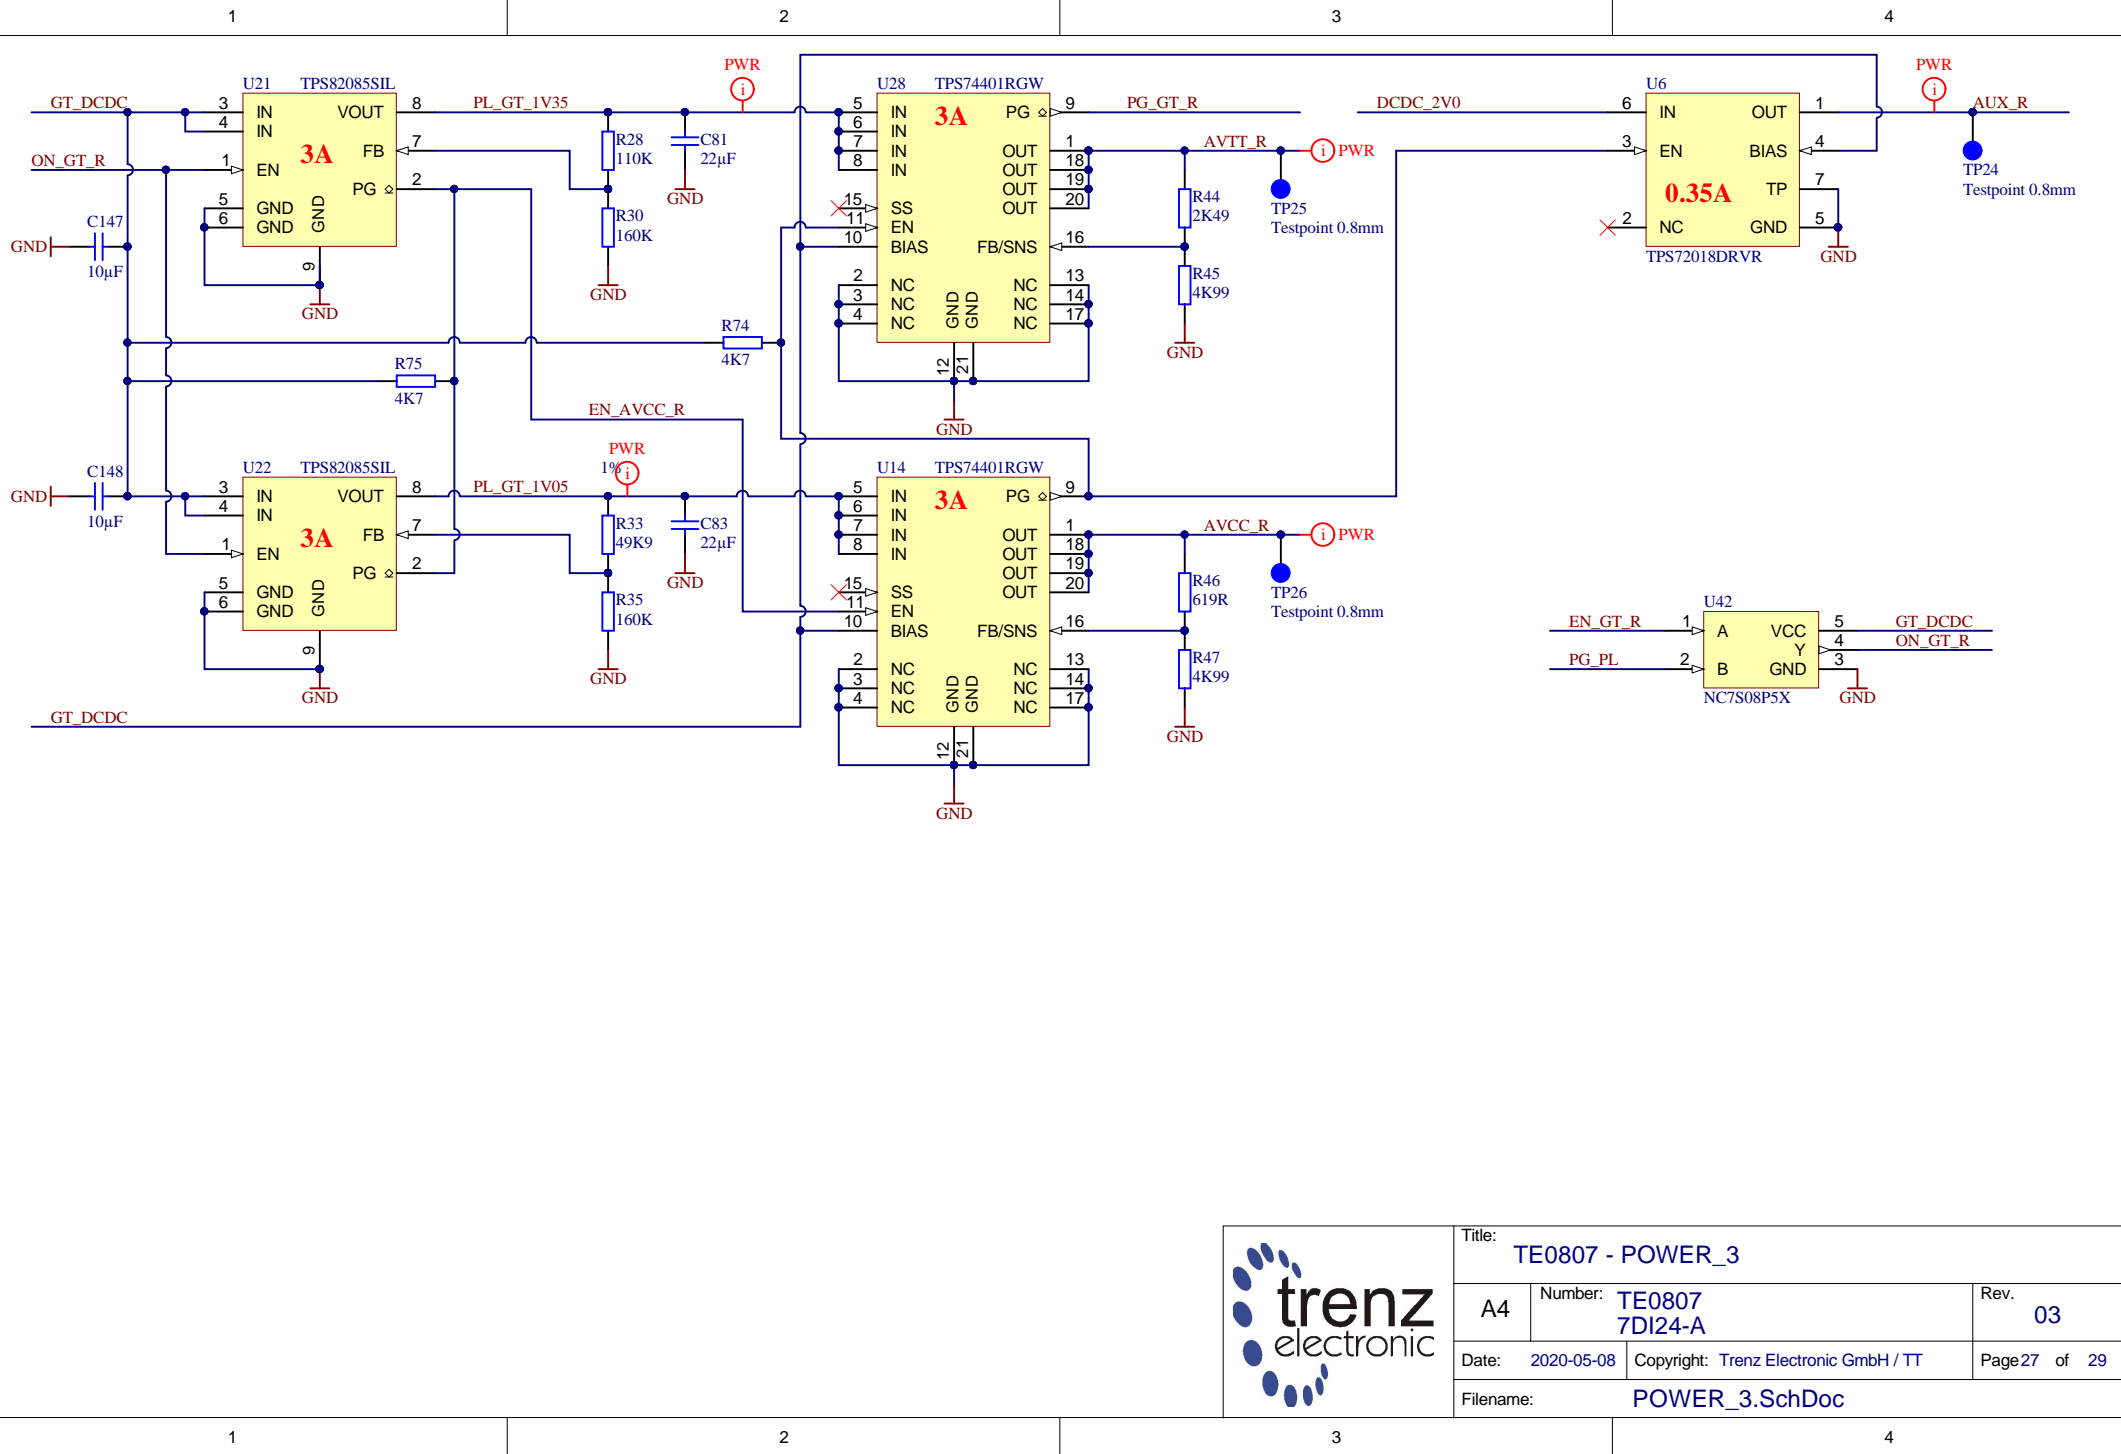 1 2 3 4
U21 TPS82085SIL
GT_DCDC
ON_GT_R
3 IN
4 IN
1 EN
5 GND
6 GND
GND
9
3A
VOUT 8
FB 7
PG 2
GND
PL_GT_1V35
PWR
i
R28
110K
C81
22µF
GND
R30
160K
GND
C147
GND
10µF
R74
4K7
R75
4K7
EN_AVCC_R
U28 TPS74401RGW
3A
5 IN
6 IN
7 IN
8 IN
15 SS
11 EN
10 BIAS
2 NC
3 NC
4 NC
GND GND
12 21
PG 9
OUT 1
OUT 18
OUT 19
OUT 20
FB/SNS 16
NC 13
NC 14
NC 17
GND
PG_GT_R
AVTT_R
i PWR
R44
2K49
TP25
Testpoint 0.8mm
R45
4K99
GND
DCDC_2V0
U6
6 IN
3 EN
2 NC
0.35A
OUT 1
BIAS 4
TP 7
GND 5
TPS72018DRVR
GND
PWR
i
AUX_R
TP24
Testpoint 0.8mm
C148
GND
10µF
U22 TPS82085SIL
3 IN
4 IN
1 EN
5 GND
6 GND
GND
9
3A
VOUT 8
FB 7
PG 2
GND
PL_GT_1V05
PWR
1%
i
R33
49K9
C83
22µF
GND
R35
160K
GND
GT_DCDC
U14 TPS74401RGW
3A
5 IN
6 IN
7 IN
8 IN
15 SS
11 EN
10 BIAS
2 NC
3 NC
4 NC
GND GND
12 21
PG 9
OUT 1
OUT 18
OUT 19
OUT 20
FB/SNS 16
NC 13
NC 14
NC 17
GND
AVCC_R
i PWR
R46
619R
TP26
Testpoint 0.8mm
R47
4K99
GND
U42
EN_GT_R 1 A
PG_PL 2 B
VCC 5 GT_DCDC
Y 4 ON_GT_R
GND 3
NC7S08P5X
GND
trenz
electronic
Title:
TE0807 - POWER_3
A4
Number: TE0807
7DI24-A
Rev.
03
Date: 2020-05-08
Copyright: Trenz Electronic GmbH / TT
Page 27 of 29
Filename: POWER_3.SchDoc
1 2 3 4